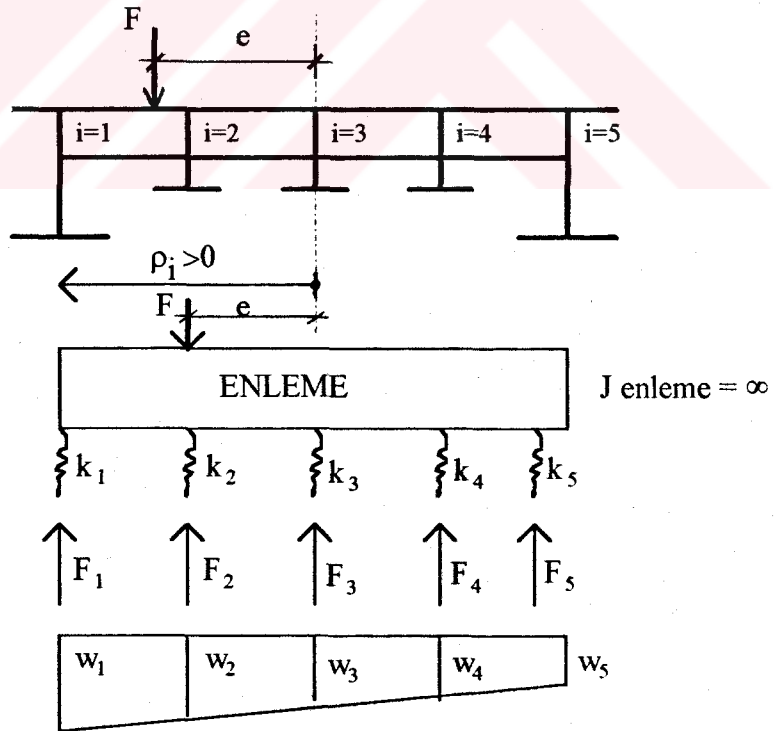 F
e
i=1 i=2 i=3 i=4 i=5
ρi >0
F e
ENLEME J enleme = ∞
k1 k2 k3 k4 k5
F1 F2 F3 F4 F5
w1 w2 w3 w4 w5